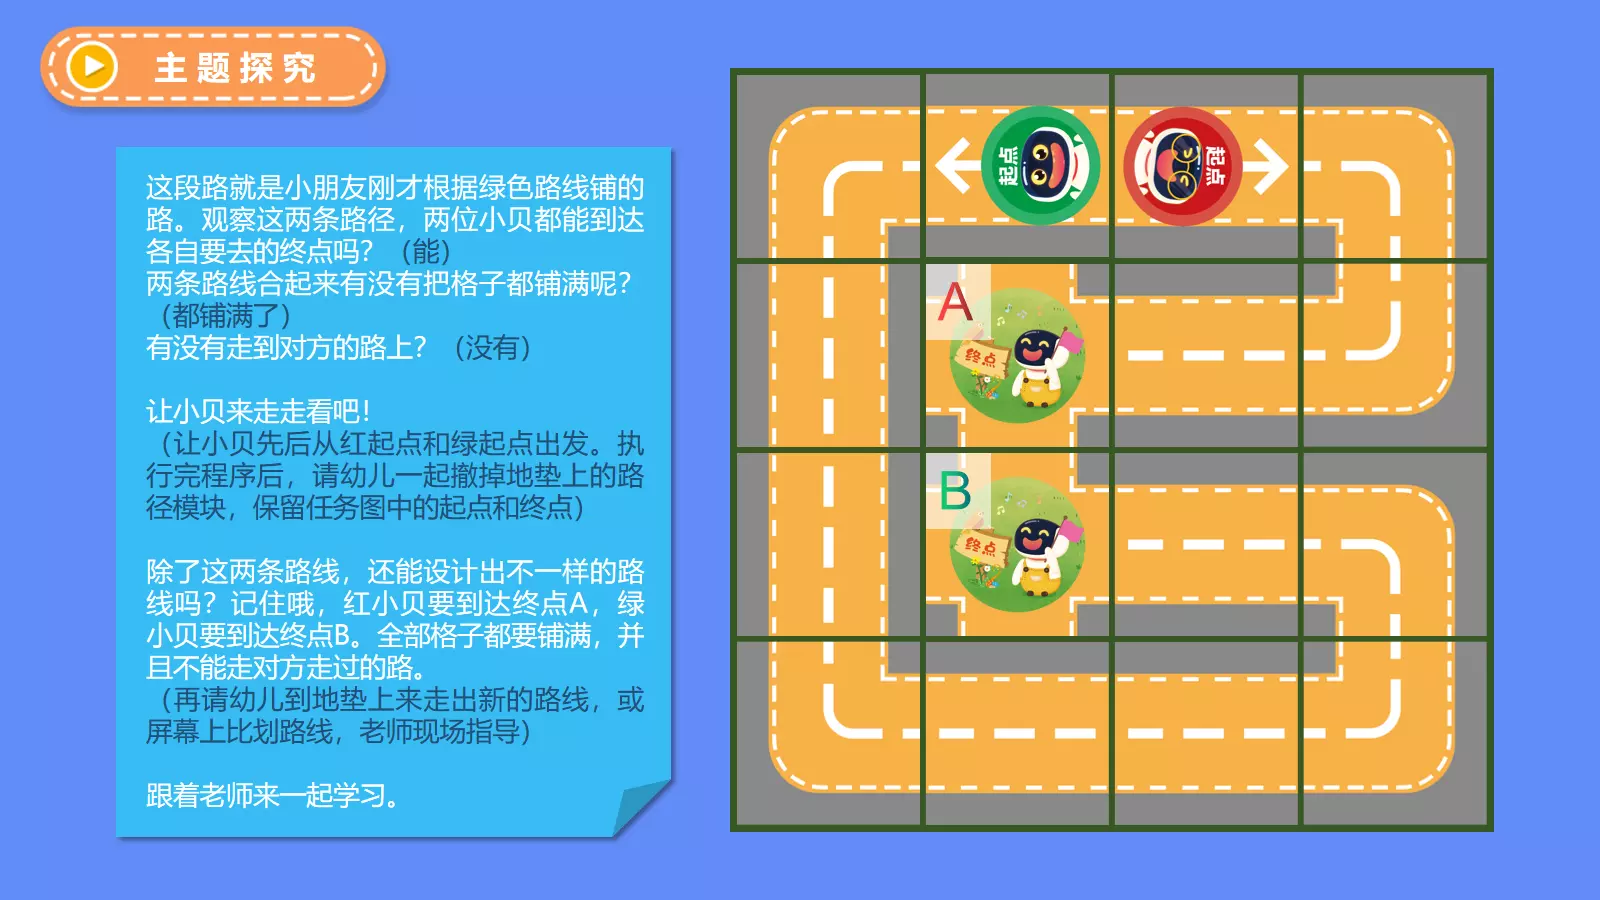 主题探究
这段路就是小朋友刚才根据绿色路线铺的
路。观察这两条路径，两位小贝都能到达
各自要去的终点吗？（能）
两条路线合起来有没有把格子都铺满呢？
（都铺满了）
有没有走到对方的路上？（没有）
让小贝来走走看吧！
（让小贝先后从红起点和绿起点出发。执
行完程序后，请幼儿一起撤掉地垫上的路
径模块，保留任务图中的起点和终点）
除了这两条路线，还能设计出不一样的路
线吗？记住哦，红小贝要到达终点A，绿
小贝要到达终点B。全部格子都要铺满，并
且不能走对方走过的路。
（再请幼儿到地垫上来走出新的路线，或
屏幕上比划路线，老师现场指导）
跟着老师来一起学习。
起点
起点
A
终点
B
终点